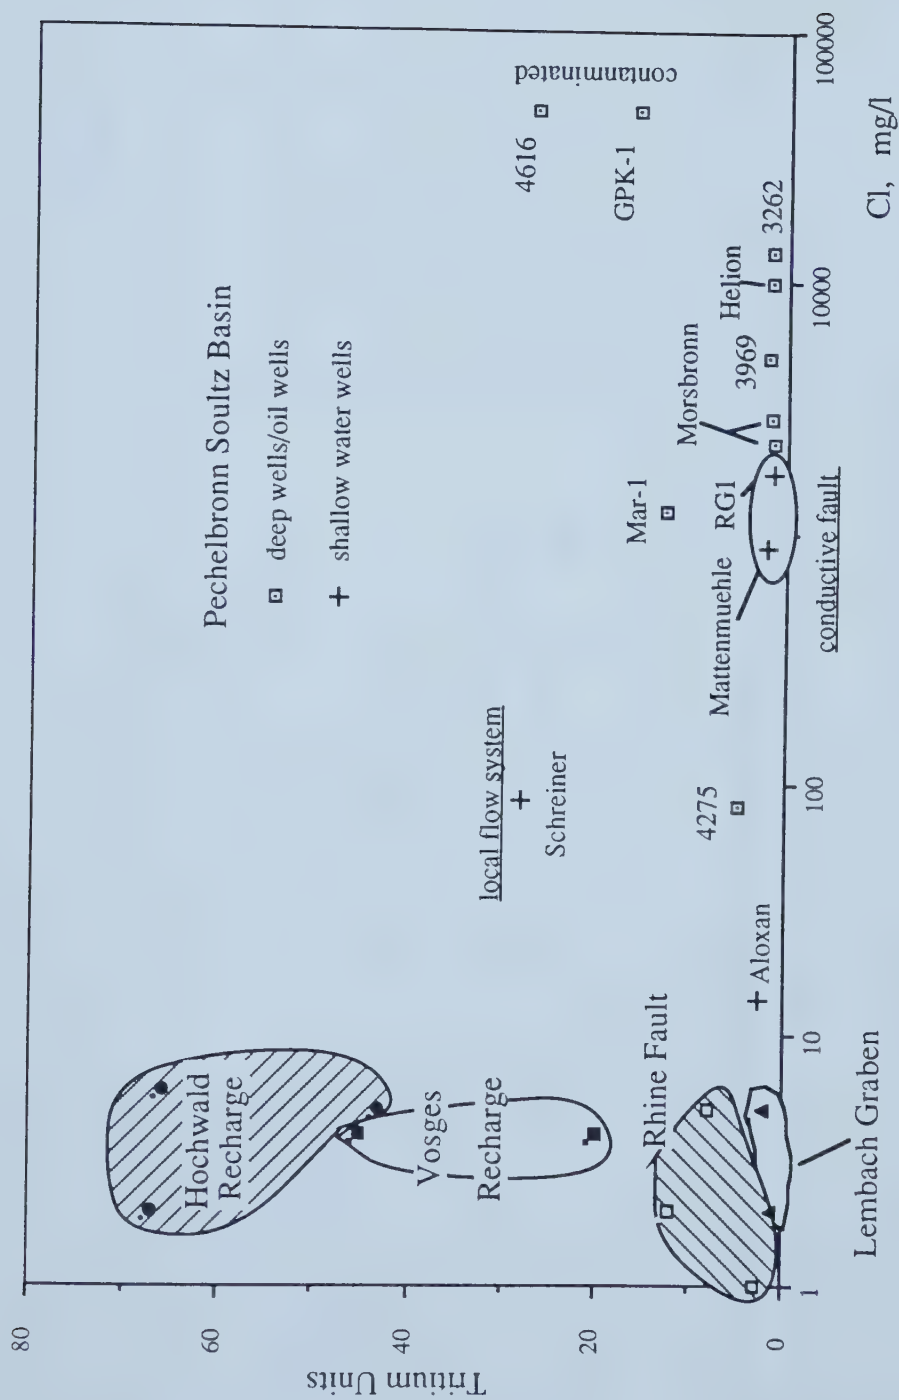 80
60
40
20
0
Tritium Units
1
10
100
10000
100000
Cl, mg/l
Pechelbronn Soultz Basin
deep wells/oil wells
shallow water wells
Hochwald
Recharge
Vosges
Recharge
Rhine Fault
Lembach Graben
Aloxan
local flow system
Schreiner
4275
Mattenmuehle
RG1
conductive fault
Mar-1
Morsbronn
3969
Helion
3262
4616
GPK-1
contaminated